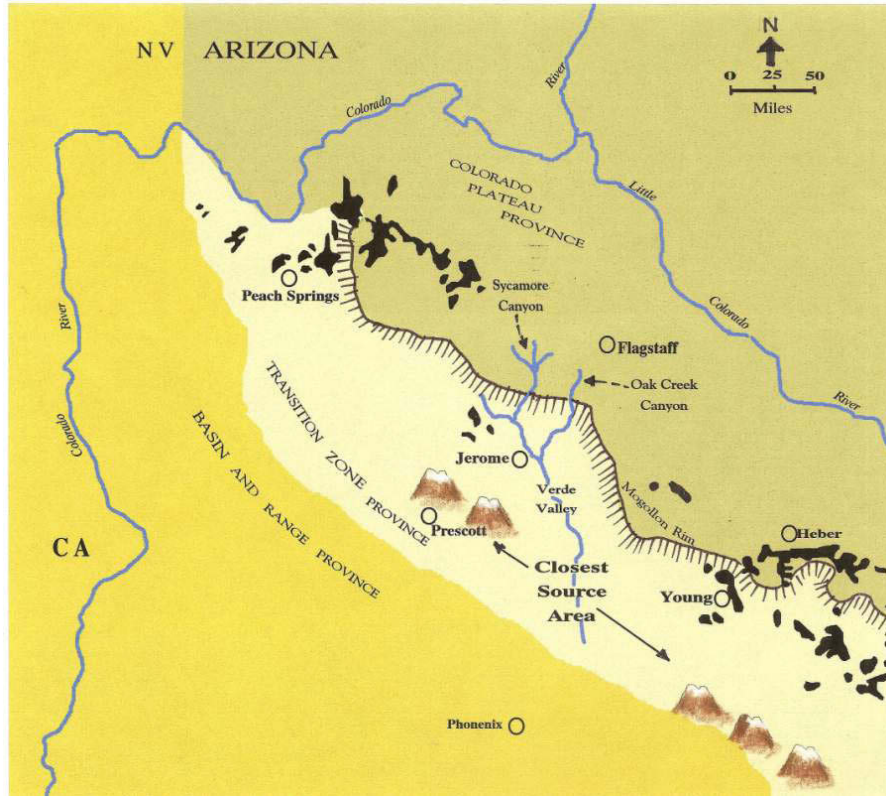 NV ARIZONA
N
0 25 50
Miles
Colorado
River
COLORADO
PLATEAU
PROVINCE
Little
Colorado
River
Peach Springs
Sycamore
Canyon
Flagstaff
Oak Creek
Canyon
River
Colorado
TRANSITION ZONE PROVINCE
BASIN AND RANGE PROVINCE
Jerome
Verde
Valley
Mogollon Rim
Prescott
Heber
CA
Closest
Source
Area
Young
Phonenix